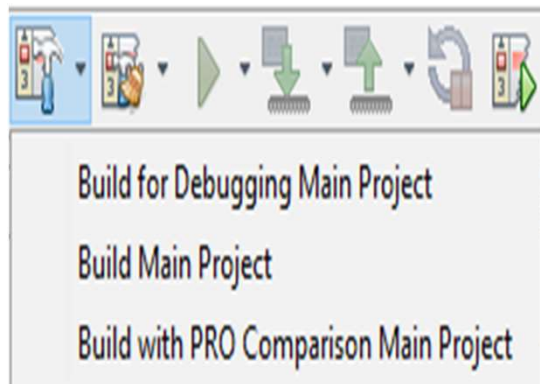 Build for Debugging Main Project
Build Main Project
Build with PRO Comparison Main Project